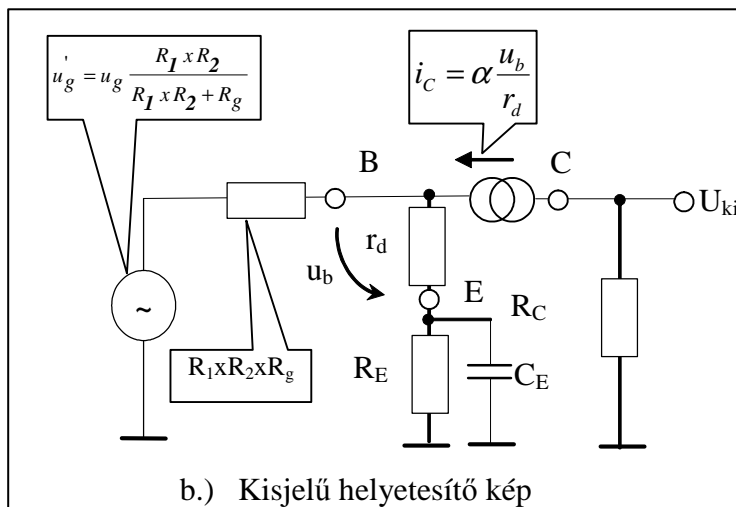 u'g = ug R1 x R2 / R1 x R2 + Rg
iC = α ub / rd
B
C
Uki
rd
ub
E
RC
~
R1xR2xRg
RE
CE
b.) Kisjelű helyetesítő kép